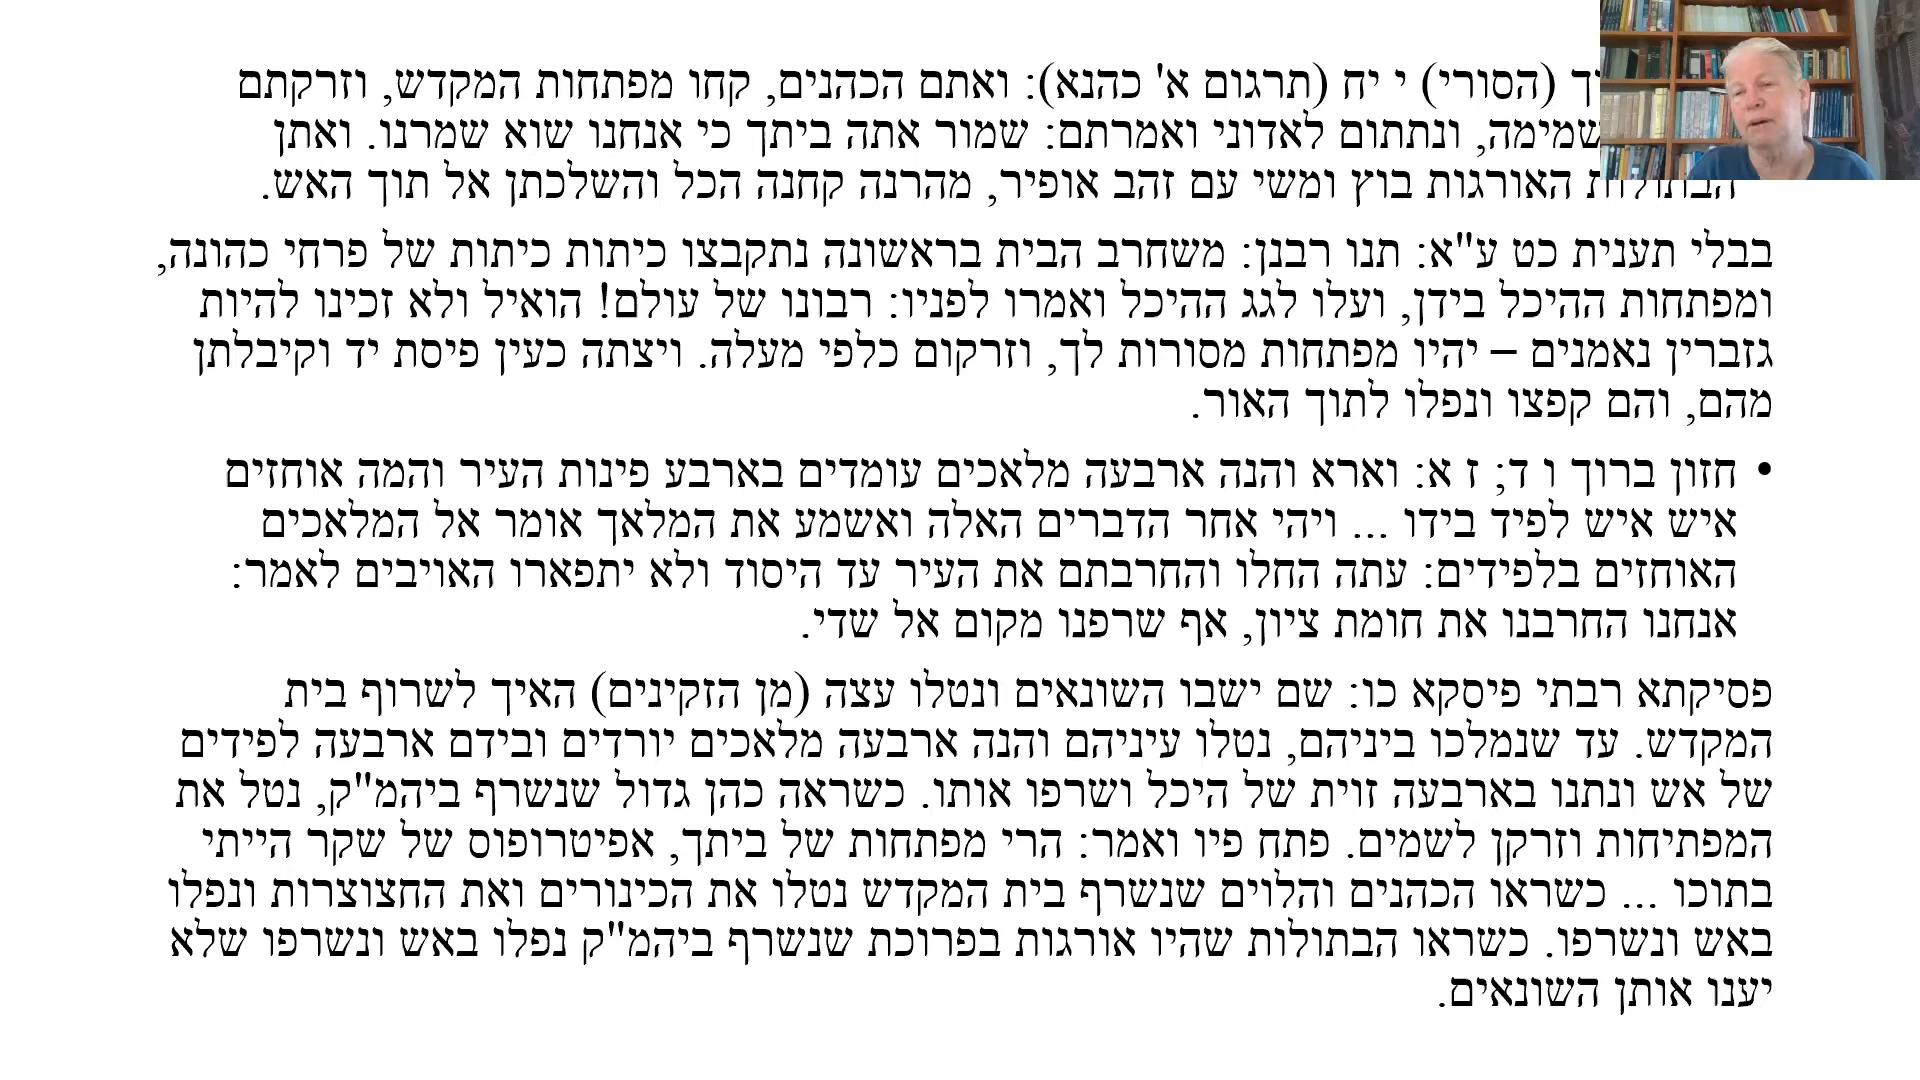 (הסורי) י יח (תרגום א' כהנא): ואתם הכהנים, קחו מפתחות המקדש, וזרקתם
שמימה, ונתתום לאדוני ואמרתם: שמור אתה ביתך כי אנחנו שוא שמרנו. ואתן
הבתולות האורגות בוץ ומשי עם זהב אופיר, מהרנה קחנה הכל והשלכתן אל תוך האש.
בבלי תענית כט ע"א: תנו רבנן: משחרב הבית בראשונה נתקבצו כיתות כיתות של פרחי כהונה,
ומפתחות ההיכל בידן, ועלו לגג ההיכל ואמרו לפניו: רבונו של עולם! הואיל ולא זכינו להיות
גזברין נאמנים – יהיו מפתחות מסורות לך, וזרקום כלפי מעלה. ויצתה כעין פיסת יד וקיבלתן
מהם, והם קפצו ונפלו לתוך האור.
• חזון ברוך ו ד; ז א: וארא והנה ארבעה מלאכים עומדים בארבע פינות העיר והמה אוחזים
איש איש לפיד בידו ... ויהי אחר הדברים האלה ואשמע את המלאך אומר אל המלאכים
האוחזים בלפידים: עתה החלו והחרבתם את העיר עד היסוד ולא יתפארו האויבים לאמר:
אנחנו החרבנו את חומת ציון, אף שרפנו מקום אל שדי.
פסיקתא רבתי פיסקא כו: שם ישבו השונאים ונטלו עצה (מן הזקינים) האיך לשרוף בית
המקדש. עד שנמלכו ביניהם, נטלו עיניהם והנה ארבעה מלאכים יורדים ובידם ארבעה לפידים
של אש ונתנו בארבעה זוית של היכל ושרפו אותו. כשראה כהן גדול שנשרף ביהמ"ק, נטל את
המפתיחות וזרקן לשמים. פתח פיו ואמר: הרי מפתחות של ביתך, אפיטרופוס של שקר הייתי
בתוכו ... כשראו הכהנים והלוים שנשרף בית המקדש נטלו את הכינורים ואת החצוצרות ונפלו
באש ונשרפו. כשראו הבתולות שהיו אורגות בפרוכת שנשרף ביהמ"ק נפלו באש ונשרפו שלא
יענו אותן השונאים.